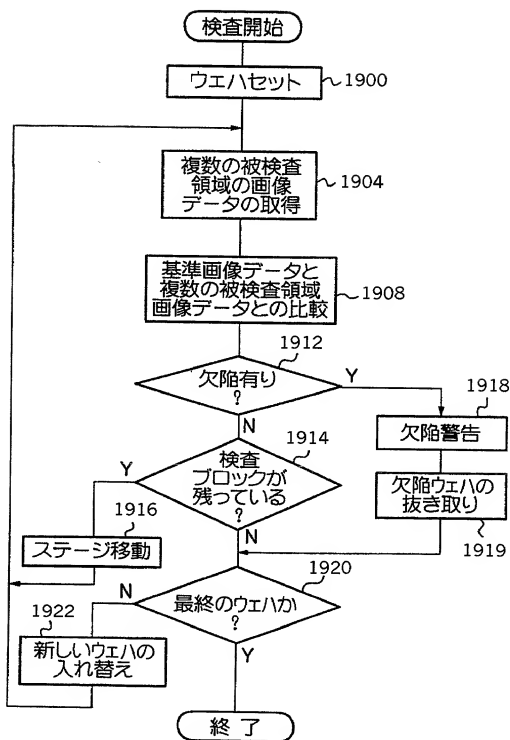 検査開始
ウェハセット
1900
複数の被検査
領域の画像
データの取得
1904
基準画像データと
複数の被検査領域
画像データとの比較
1908
1912
欠陥有り
?
Y
N
1918
欠陥警告
1914
検査
ブロックが
残っている
?
Y
N
欠陥ウェハの
抜き取り
1919
1916
ステージ移動
1920
最終のウェハか
?
N
Y
1922
新しいウェハの
入れ替え
終了